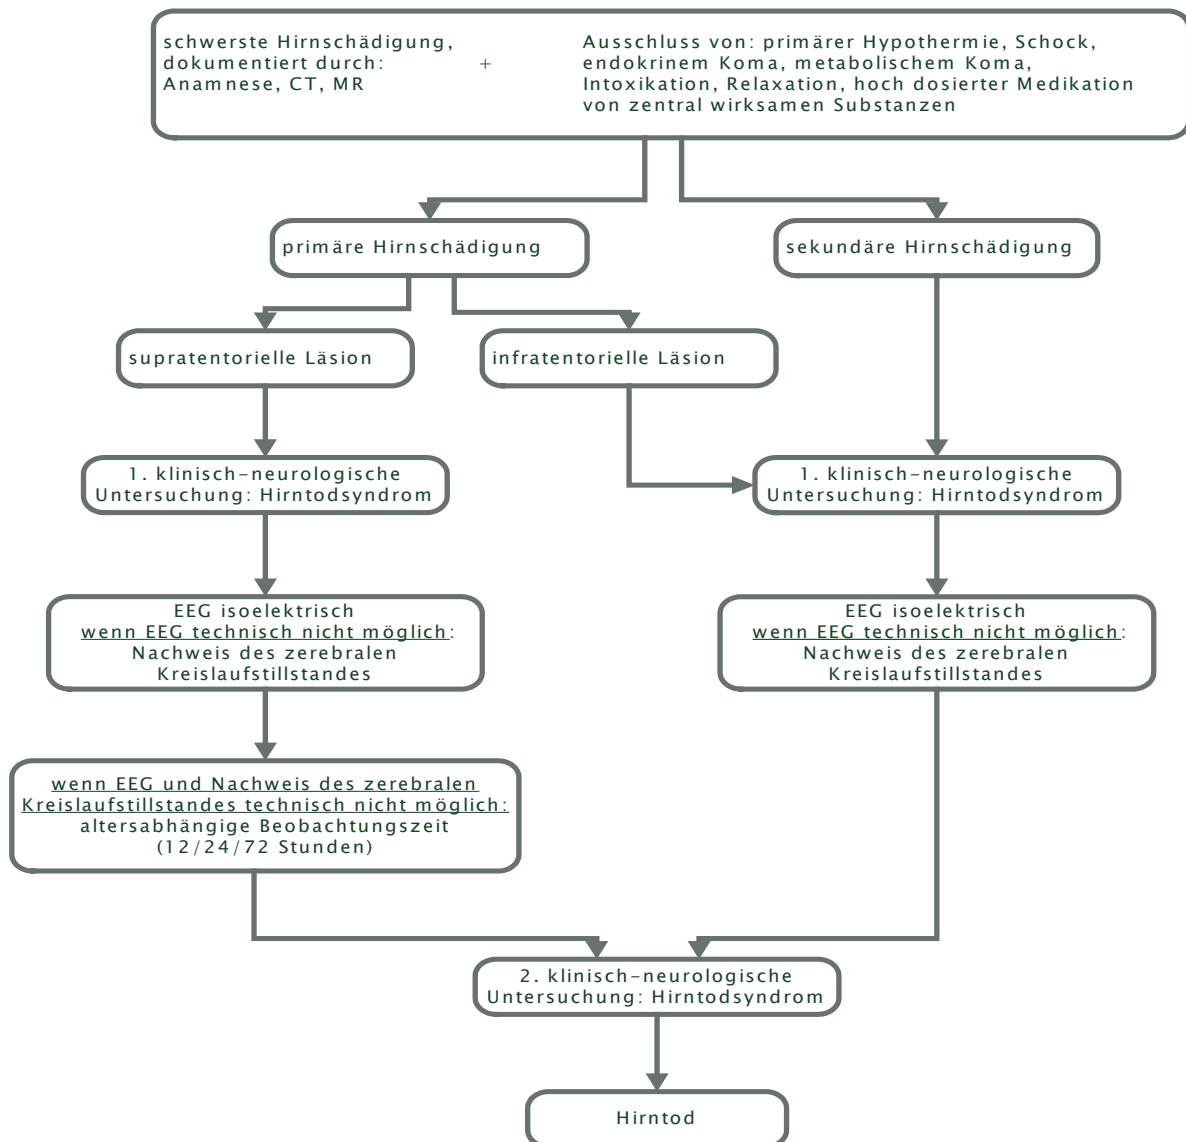 schwerste Hirnschädigung,
dokumentiert durch: +
Anamnese, CT, MR
Ausschluss von: primärer Hypothermie, Schock,
endokrinem Koma, metabolischem Koma,
Intoxikation, Relaxation, hoch dosierter Medikation
von zentral wirksamen Substanzen
primäre Hirnschädigung
sekundäre Hirnschädigung
supratentorielle Läsion
infratentorielle Läsion
1. klinisch-neurologische
Untersuchung: Hirntodsyndrom
1. klinisch-neurologische
Untersuchung: Hirntodsyndrom
EEG isoelektrisch
wenn EEG technisch nicht möglich:
Nachweis des zerebralen
Kreislaufstillstandes
EEG isoelektrisch
wenn EEG technisch nicht möglich:
Nachweis des zerebralen
Kreislaufstillstandes
wenn EEG und Nachweis des zerebralen
Kreislaufstillstandes technisch nicht möglich:
altersabhängige Beobachtungszeit
(12/24/72 Stunden)
2. klinisch-neurologische
Untersuchung: Hirntodsyndrom
Hirntod